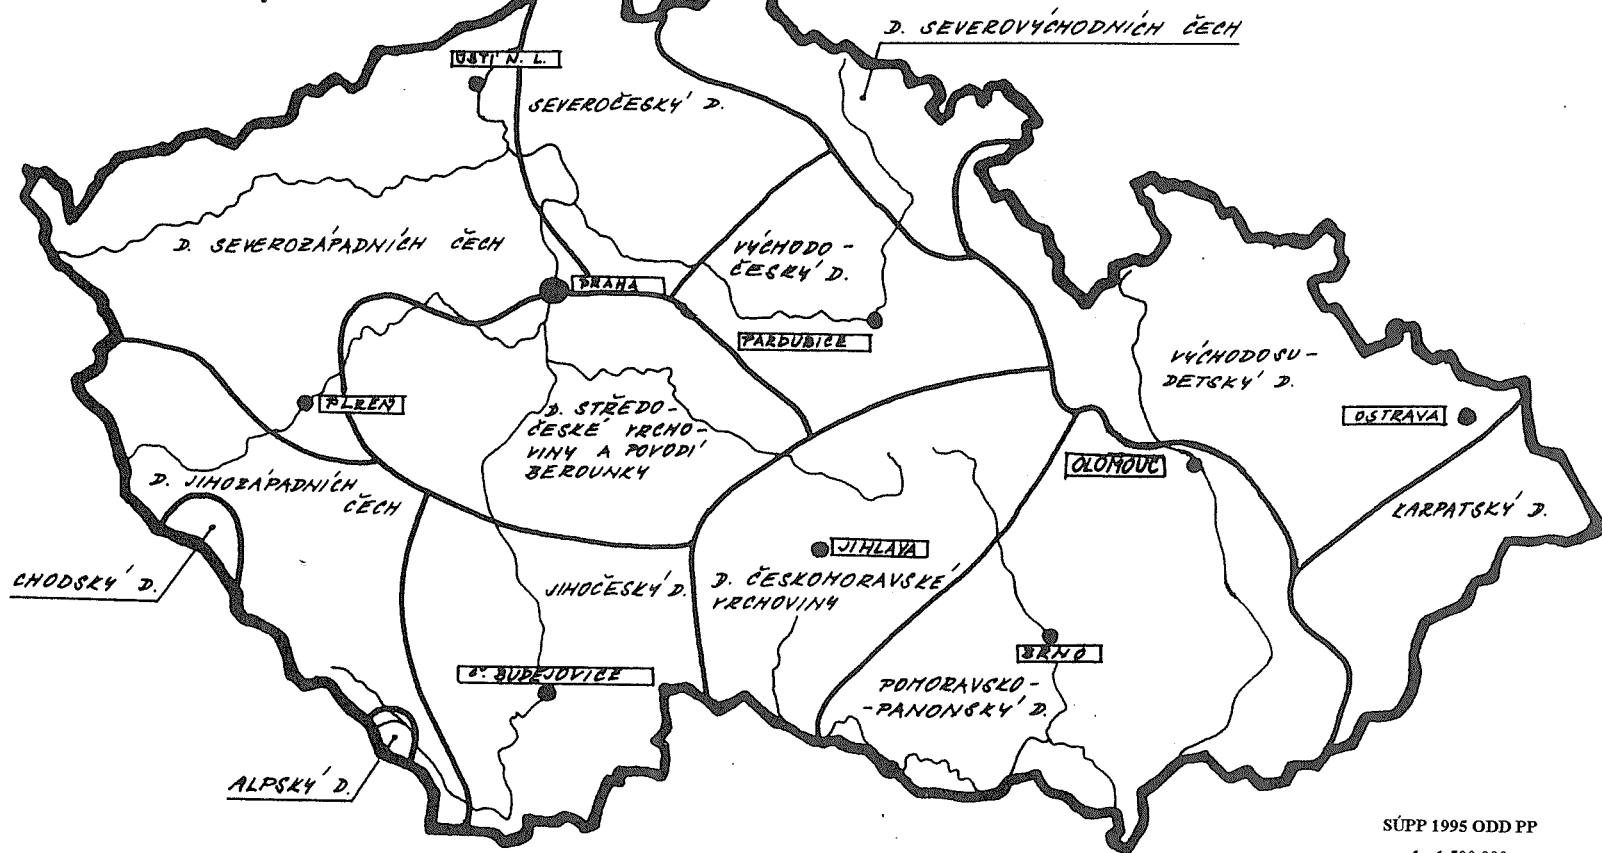 D. SEVEROVÝCHODNÍCH ČECH
ÚSTÍ N. L.
SEVEROČESKÝ D.
D. SEVEROZÁPADNÍCH ČECH
VÝCHODO-
ČESKÝ D.
PRAHA
PARDUBICE
VÝCHODOSU-
DETSKÝ D.
PLZEŇ
D. STŘEDO-
ČESKÉ VRCHO-
VINY A POVODÍ
BEROUNKY
OSTRAVA
OLOMOUC
D. JIHOZÁPADNÍCH
ČECH
KARPATSKÝ D.
CHODSKÝ D.
JIHLAVA
JIHOČESKÝ D.
D. ČESKOMORAVSKÉ
VRCHOVINY
BRNO
Č. BUDĚJOVICE
POMORAVSKO-
-PANONSKÝ D.
ALPSKÝ D.
SÚPP 1995 ODD PP